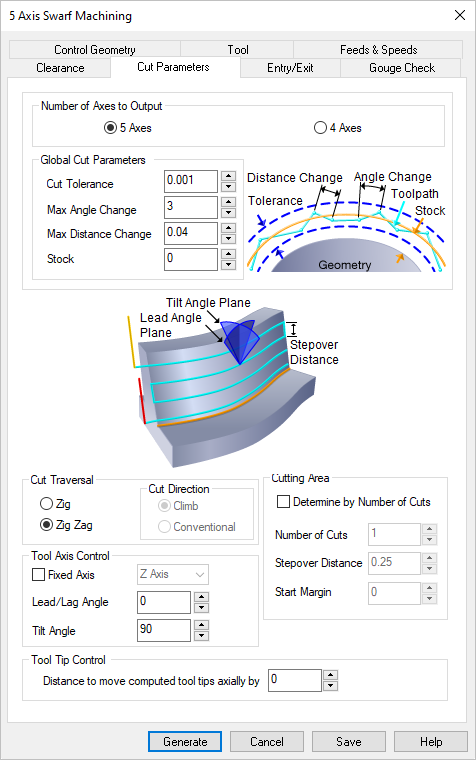 5 Axis Swarf Machining
Control Geometry Tool Feeds & Speeds
Clearance Cut Parameters Entry/Exit Gouge Check
Number of Axes to Output
5 Axes 4 Axes
Global Cut Parameters
Cut Tolerance 0.001
Max Angle Change 3
Max Distance Change 0.04
Stock 0
Distance Change Angle Change
Tolerance Toolpath
Stock
Geometry
Tilt Angle Plane
Lead Angle
Plane
Stepover
Distance
Cut Traversal
Zig
Zig Zag
Cut Direction
Climb
Conventional
Cutting Area
Determine by Number of Cuts
Number of Cuts 1
Stepover Distance 0.25
Start Margin 0
Tool Axis Control
Fixed Axis Z Axis
Lead/Lag Angle 0
Tilt Angle 90
Tool Tip Control
Distance to move computed tool tips axially by 0
Generate Cancel Save Help